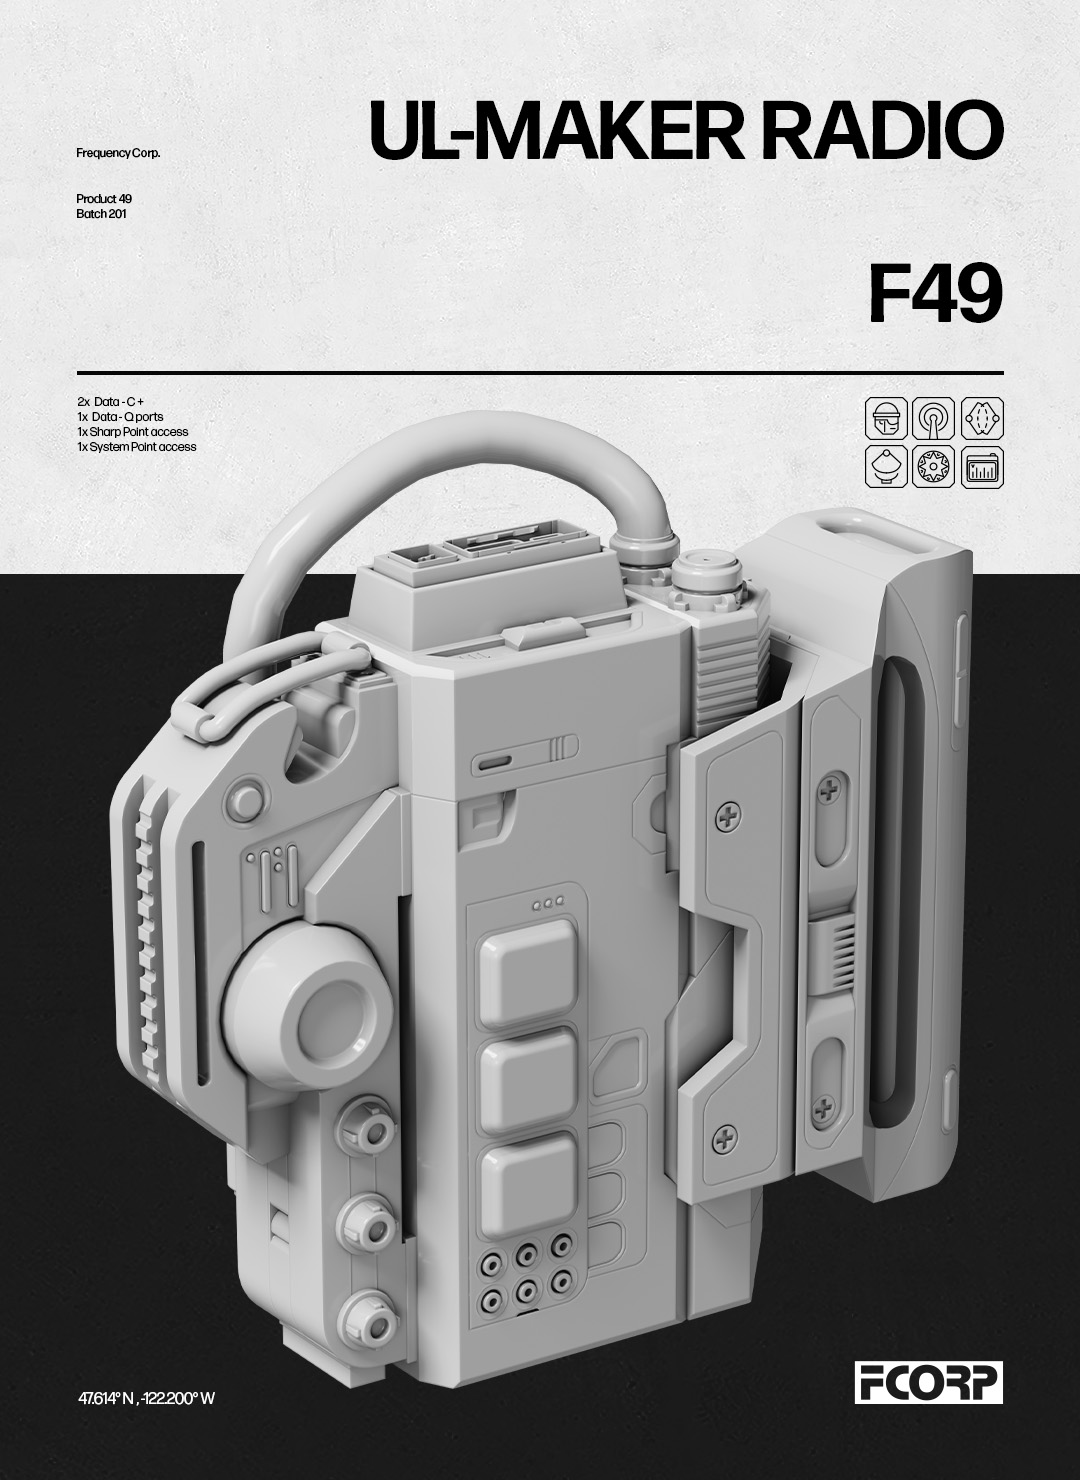 UL-MAKER RADIO
Frequency Corp.
Product 49
Batch 201
F49
2x Data - C +
1x Data - Q ports
1x Sharp Point access
1x System Point access
47.614° N , -122.200° W
FCORP